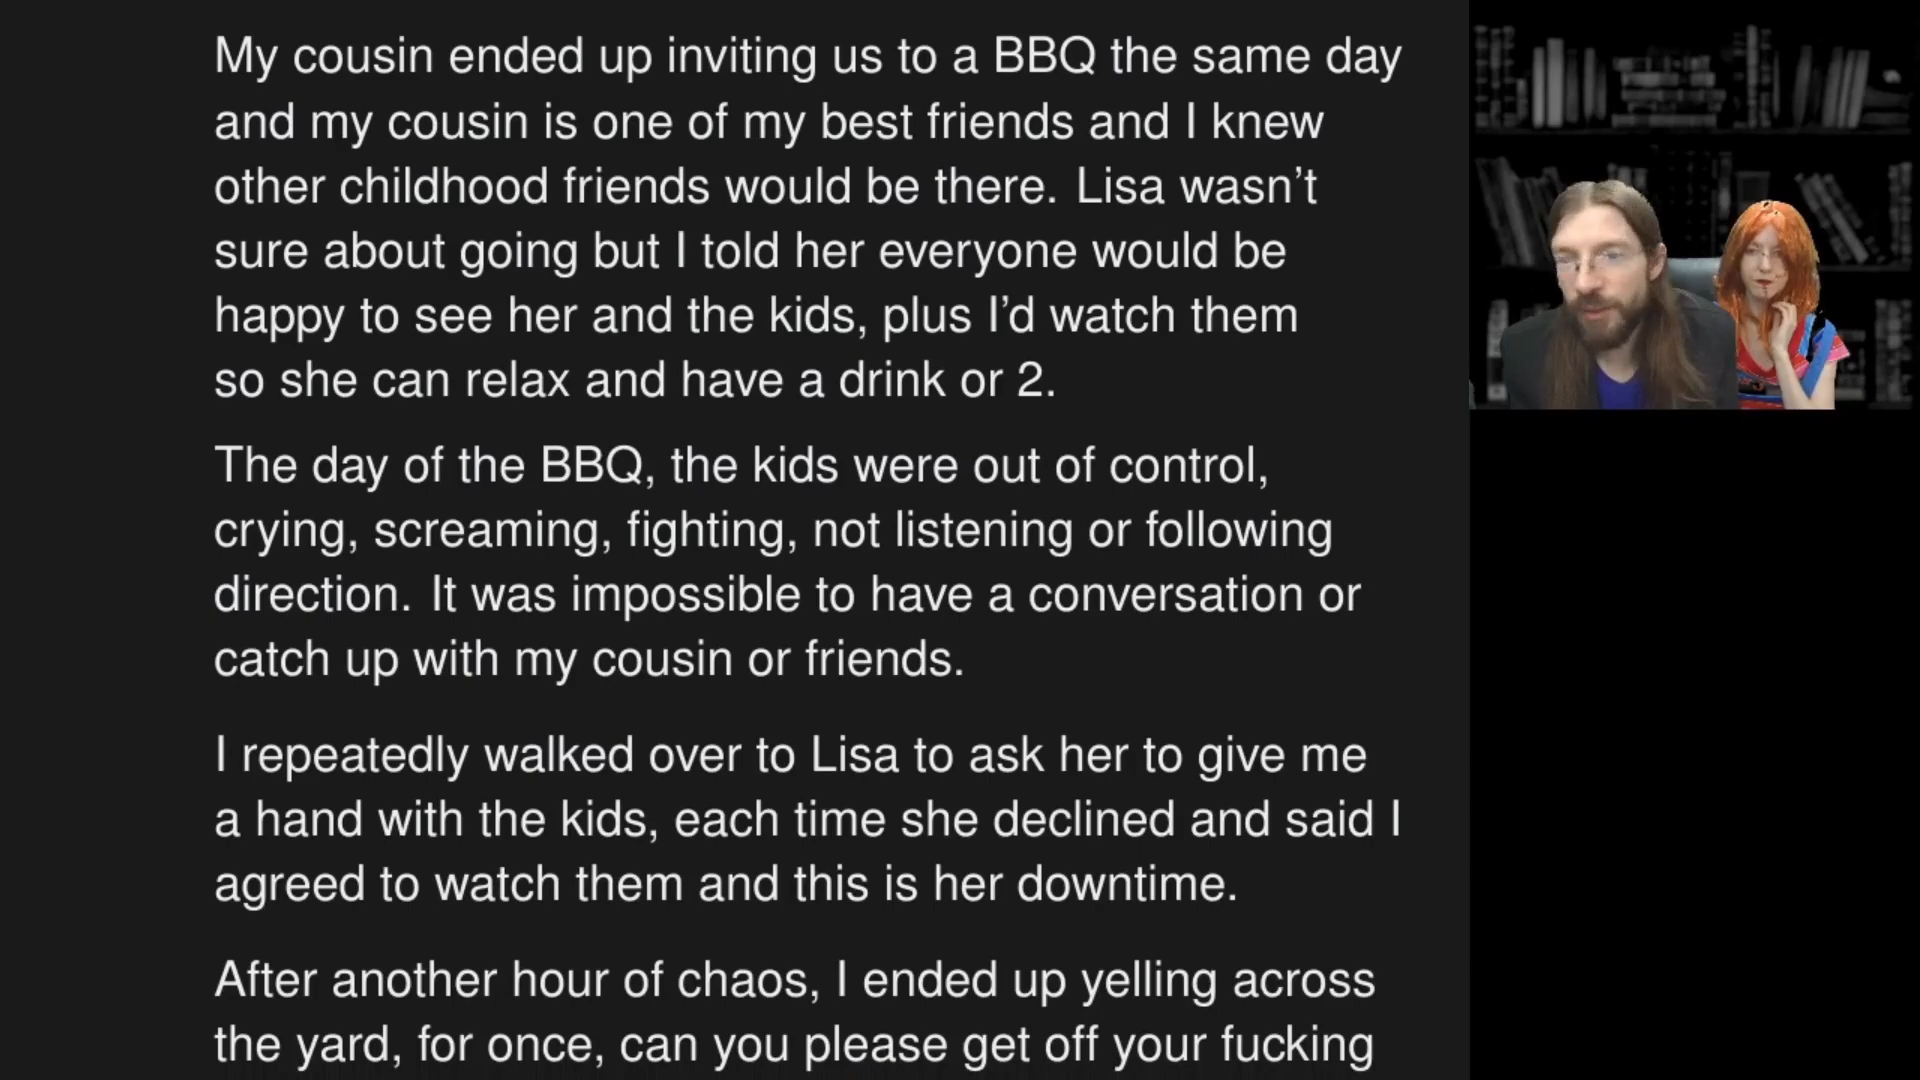 My cousin ended up inviting us to a BBQ the same day
and my cousin is one of my best friends and I knew
other childhood friends would be there. Lisa wasn’t
sure about going but I told her everyone would be
happy to see her and the kids, plus I’d watch them
so she can relax and have a drink or 2.
The day of the BBQ, the kids were out of control,
crying, screaming, fighting, not listening or following
direction. It was impossible to have a conversation or
catch up with my cousin or friends.
I repeatedly walked over to Lisa to ask her to give me
a hand with the kids, each time she declined and said I
agreed to watch them and this is her downtime.
After another hour of chaos, I ended up yelling across
the yard, for once, can you please get off your fucking